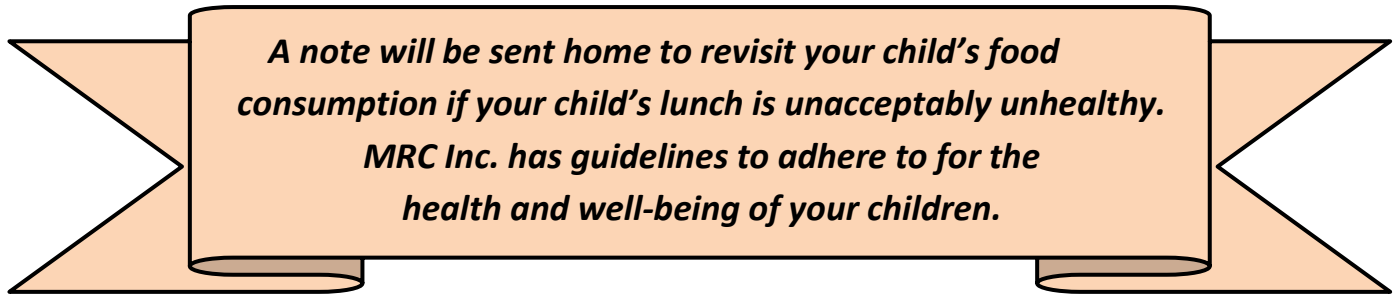 A note will be sent home to revisit your child’s food
consumption if your child’s lunch is unacceptably unhealthy.
MRC Inc. has guidelines to adhere to for the
health and well-being of your children.